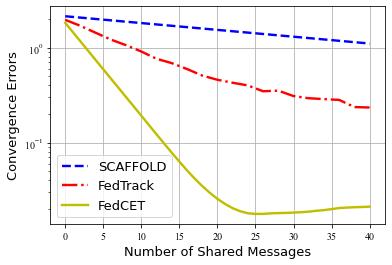 Convergence Errors
10⁰
10⁻¹
SCAFFOLD
FedTrack
FedCET
0 5 10 15 20 25 30 35 40
Number of Shared Messages